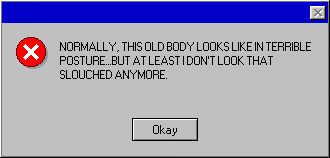 NORMALLY, THIS OLD BODY LOOKS LIKE IN TERRIBLE
POSTURE...BUT AT LEAST I DON'T LOOK THAT
SLOUCHED ANYMORE.
Okay